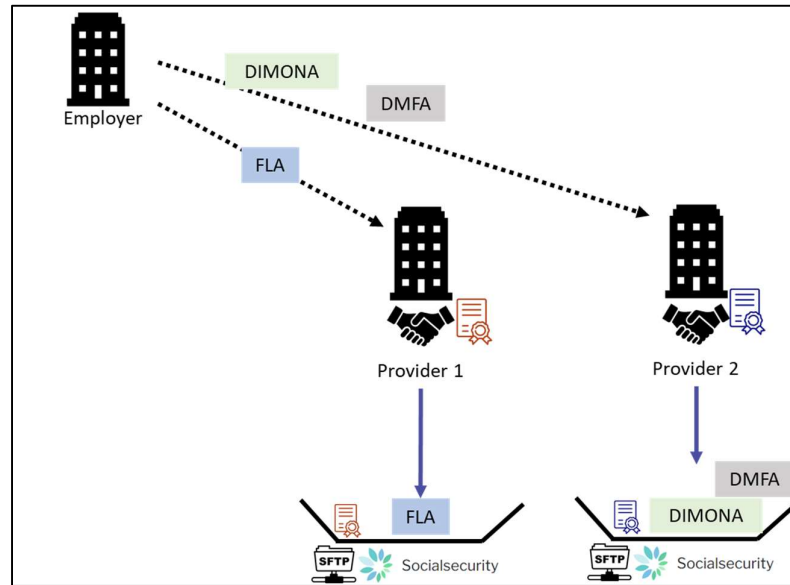 DIMONA
DMFA
Employer
FLA
Provider 1
Provider 2
DMFA
FLA
DIMONA
SFTP
Socialsecurity
SFTP
Socialsecurity